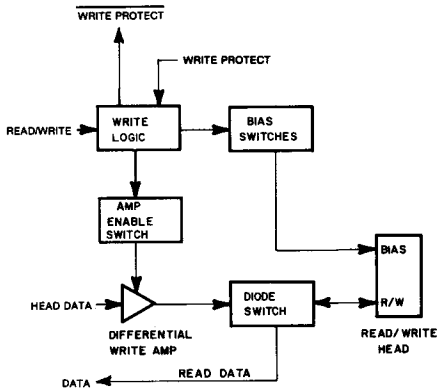 WRITE PROTECT
WRITE PROTECT
READ/WRITE
WRITE
LOGIC
BIAS
SWITCHES
AMP
ENABLE
SWITCH
BIAS
HEAD DATA
DIODE
SWITCH
R/W
DIFFERENTIAL
WRITE AMP
READ/WRITE
HEAD
READ DATA
DATA